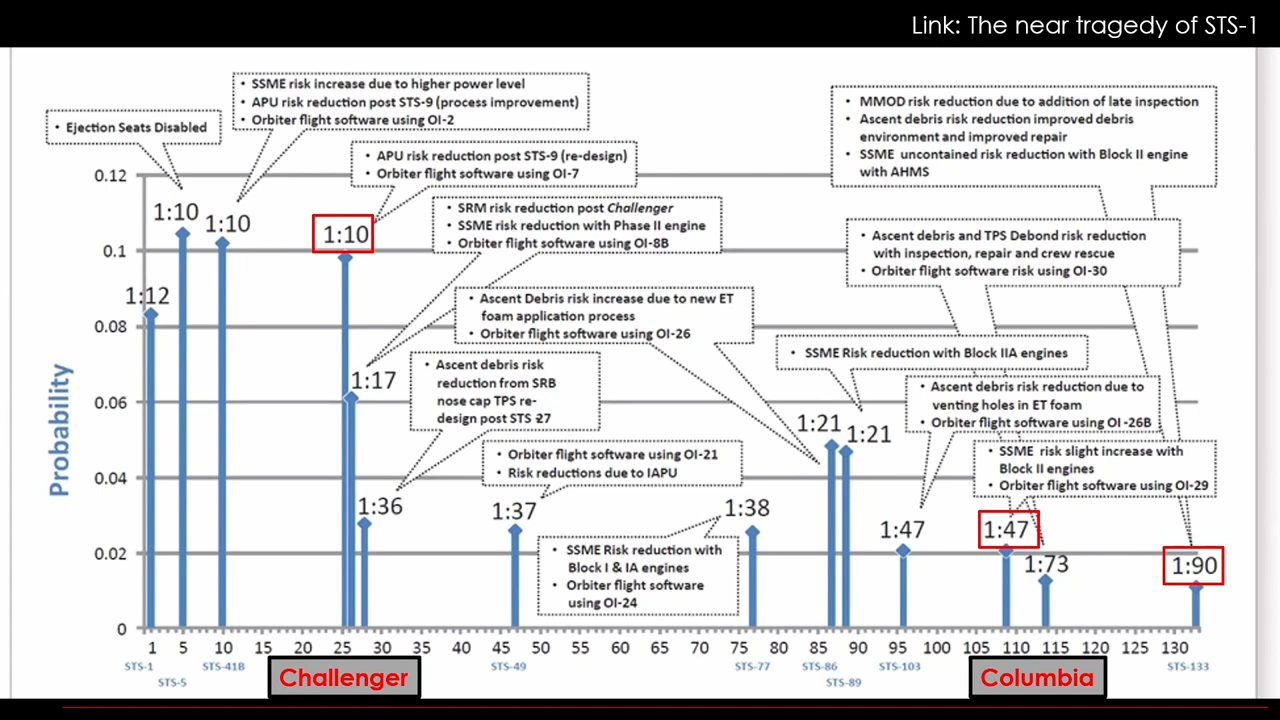 Link: The near tragedy of STS-1
• Ejection Seats Disabled
• SSME risk increase due to higher power level
• APU risk reduction post STS-9 (process improvement)
• Orbiter flight software using OI-2
• APU risk reduction post STS-9 (re-design)
• Orbiter flight software using OI-7
• SRM risk reduction post Challenger
• SSME risk reduction with Phase II engine
• Orbiter flight software using OI-8B
• Ascent Debris risk increase due to new ET
foam application process
• Orbiter flight software using OI-26
• Ascent debris risk
reduction from SRB
nose cap TPS re-
design post STS-27
• Orbiter flight software using OI-21
• Risk reductions due to IAPU
• SSME Risk reduction with
Block I & IA engines
• Orbiter flight software
using OI-24
• MMOD risk reduction due to addition of late inspection
• Ascent debris risk reduction improved debris
environment and improved repair
• SSME uncontained risk reduction with Block II engine
with AHMS
• Ascent debris and TPS Debond risk reduction
with inspection, repair and crew rescue
• Orbiter flight software risk using OI-30
• SSME Risk reduction with Block IIA engines
• Ascent debris risk reduction due to
venting holes in ET foam
• Orbiter flight software using OI -26B
• SSME risk slight increase with
Block II engines
• Orbiter flight software using OI-29
Probability
0.12
0.1
0.08
0.06
0.04
0.02
0
1:12
1:10
1:10
1:10
1:17
1:36
1:37
1:38
1:21
1:21
1:47
1:47
1:73
1:90
1 5 10 15 20 25 30 35 40 45 50 55 60 65 70 75 80 85 90 95 100 105 110 115 120 125 130
STS-1 STS-41B STS-49 STS-77 STS-86 STS-103 STS-133
STS-5 STS-89
Challenger
Columbia